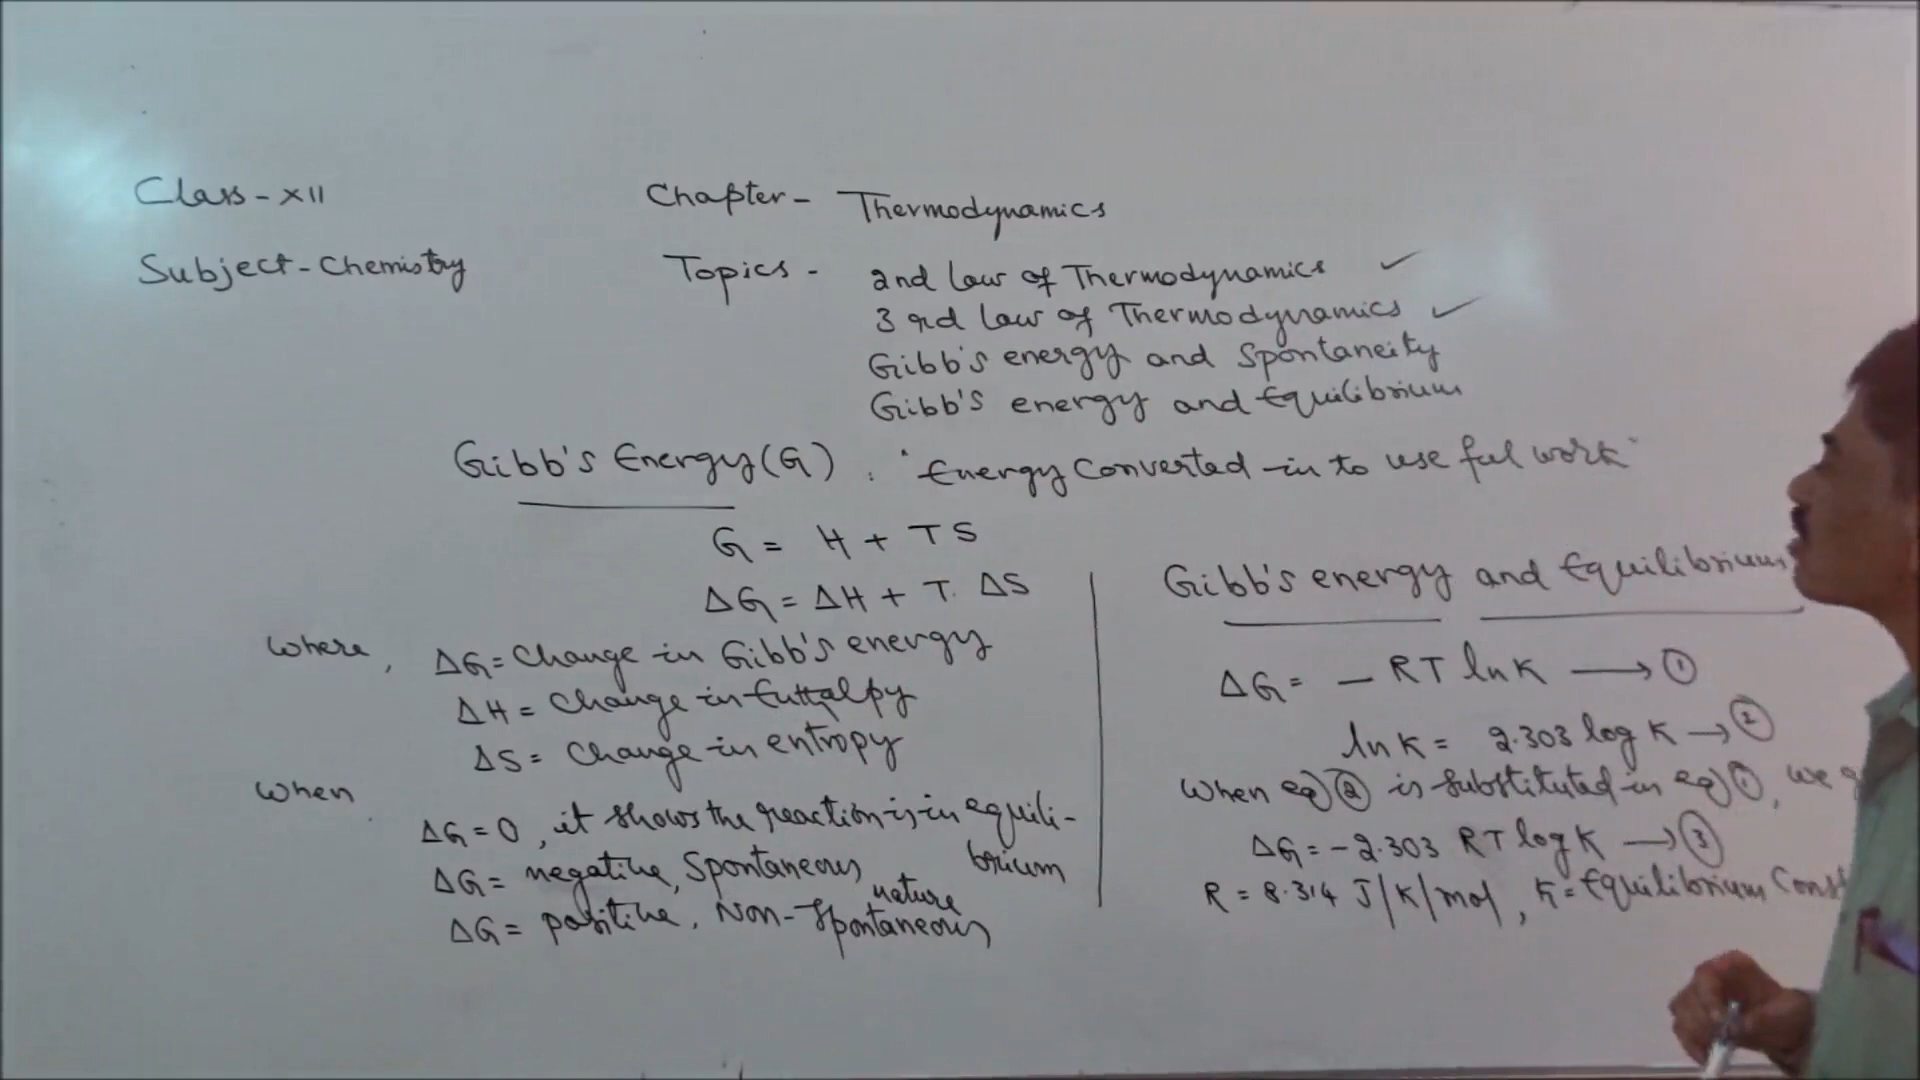 Class - XII
Subject - Chemistry
Chapter - Thermodynamics
Topics - 2nd law of Thermodynamics ✓
3rd law of Thermodynamics ✓
Gibb's energy and Spontaneity
Gibb's energy and Equilibrium
Gibb's Energy (G) : "Energy Converted in to use ful work"
G = H + TS
ΔG = ΔH + T. ΔS
where, ΔG = Change in Gibb's energy
ΔH = Change in Enthalpy
ΔS = Change in entropy
When
ΔG = 0, it shows the reaction is in equili-
brium
ΔG = negative, Spontaneous nature
ΔG = positive, Non-Spontaneous
Gibb's energy and Equilibrium
ΔG = - RT ln K → ①
ln K = 2.303 log K → ②
When eq ② is substituted in eq ①, we g
ΔG = - 2.303 RT log K → ③
R = 8.314 J/K/mol, K = Equilibrium Const